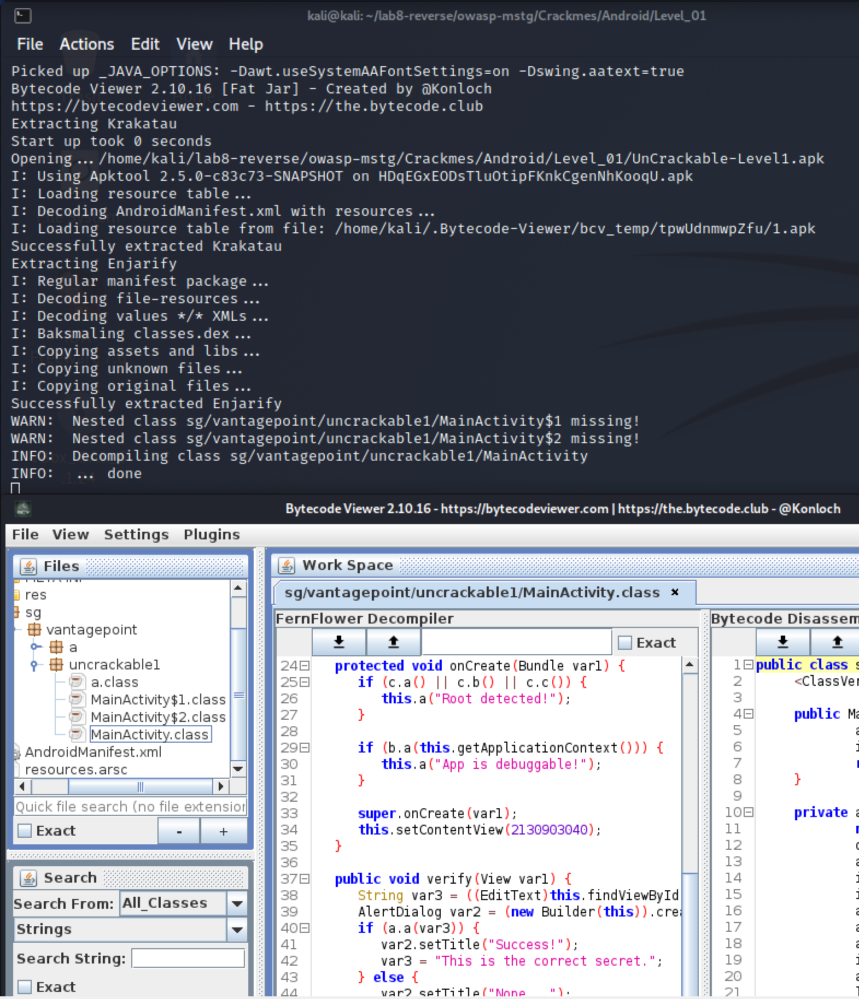 kali@kali: ~/lab8-reverse/owasp-mstg/Crackmes/Android/Level_01
File Actions Edit View Help
Picked up _JAVA_OPTIONS: -Dawt.useSystemAAFontSettings=on -Dswing.aatext=true
Bytecode Viewer 2.10.16 [Fat Jar] - Created by @Konloch
https://bytecodeviewer.com - https://the.bytecode.club
Extracting Krakatau
Start up took 0 seconds
Opening.../home/kali/lab8-reverse/owasp-mstg/Crackmes/Android/Level_01/UnCrackable-Level1.apk
I: Using Apktool 2.5.0-c83c73-SNAPSHOT on HDqEGxEODsTluOtipFKnkCgenNhKooqU.apk
I: Loading resource table...
I: Decoding AndroidManifest.xml with resources...
I: Loading resource table from file: /home/kali/.Bytecode-Viewer/bcv_temp/tpwUdnmwpZfu/1.apk
Successfully extracted Krakatau
Extracting Enjarify
I: Regular manifest package...
I: Decoding file-resources...
I: Decoding values */* XMLs...
I: Baksmaling classes.dex...
I: Copying assets and libs...
I: Copying unknown files...
I: Copying original files...
Successfully extracted Enjarify
WARN:  Nested class sg/vantagepoint/uncrackable1/MainActivity$1 missing!
WARN:  Nested class sg/vantagepoint/uncrackable1/MainActivity$2 missing!
INFO:  Decompiling class sg/vantagepoint/uncrackable1/MainActivity
INFO:  ... done
Bytecode Viewer 2.10.16 - https://bytecodeviewer.com | https://the.bytecode.club - @Konloch
File View Settings Plugins
Files
res
sg
vantagepoint
a
uncrackable1
a.class
MainActivity$1.class
MainActivity$2.class
MainActivity.class
AndroidManifest.xml
resources.arsc
Quick file search (no file extension
Exact - +
Search
Search From: All_Classes
Strings
Search String:
Exact
Work Space
sg/vantagepoint/uncrackable1/MainActivity.class ×
FernFlower Decompiler
Exact
24 protected void onCreate(Bundle var1) {
25 if (c.a() || c.b() || c.c()) {
26 this.a("Root detected!");
27 }
28
29 if (b.a(this.getApplicationContext())) {
30 this.a("App is debuggable!");
31 }
32
33 super.onCreate(var1);
34 this.setContentView(2130903040);
35 }
36
37 public void verify(View var1) {
38 String var3 = ((EditText)this.findViewById
39 AlertDialog var2 = (new Builder(this)).crea
40 if (a.a(var3)) {
41 var2.setTitle("Success!");
42 var3 = "This is the correct secret.";
43 } else {
44 var2.setTitle("Nope...");
Bytecode Disassem
1 public class s
2 <ClassVer
3
4 public Ma
5 a
6 i
7
8 }
9
10 private a
11
12
13 a
14 i
15 i
16 a
17 a
18 a
19 i
20 a
21